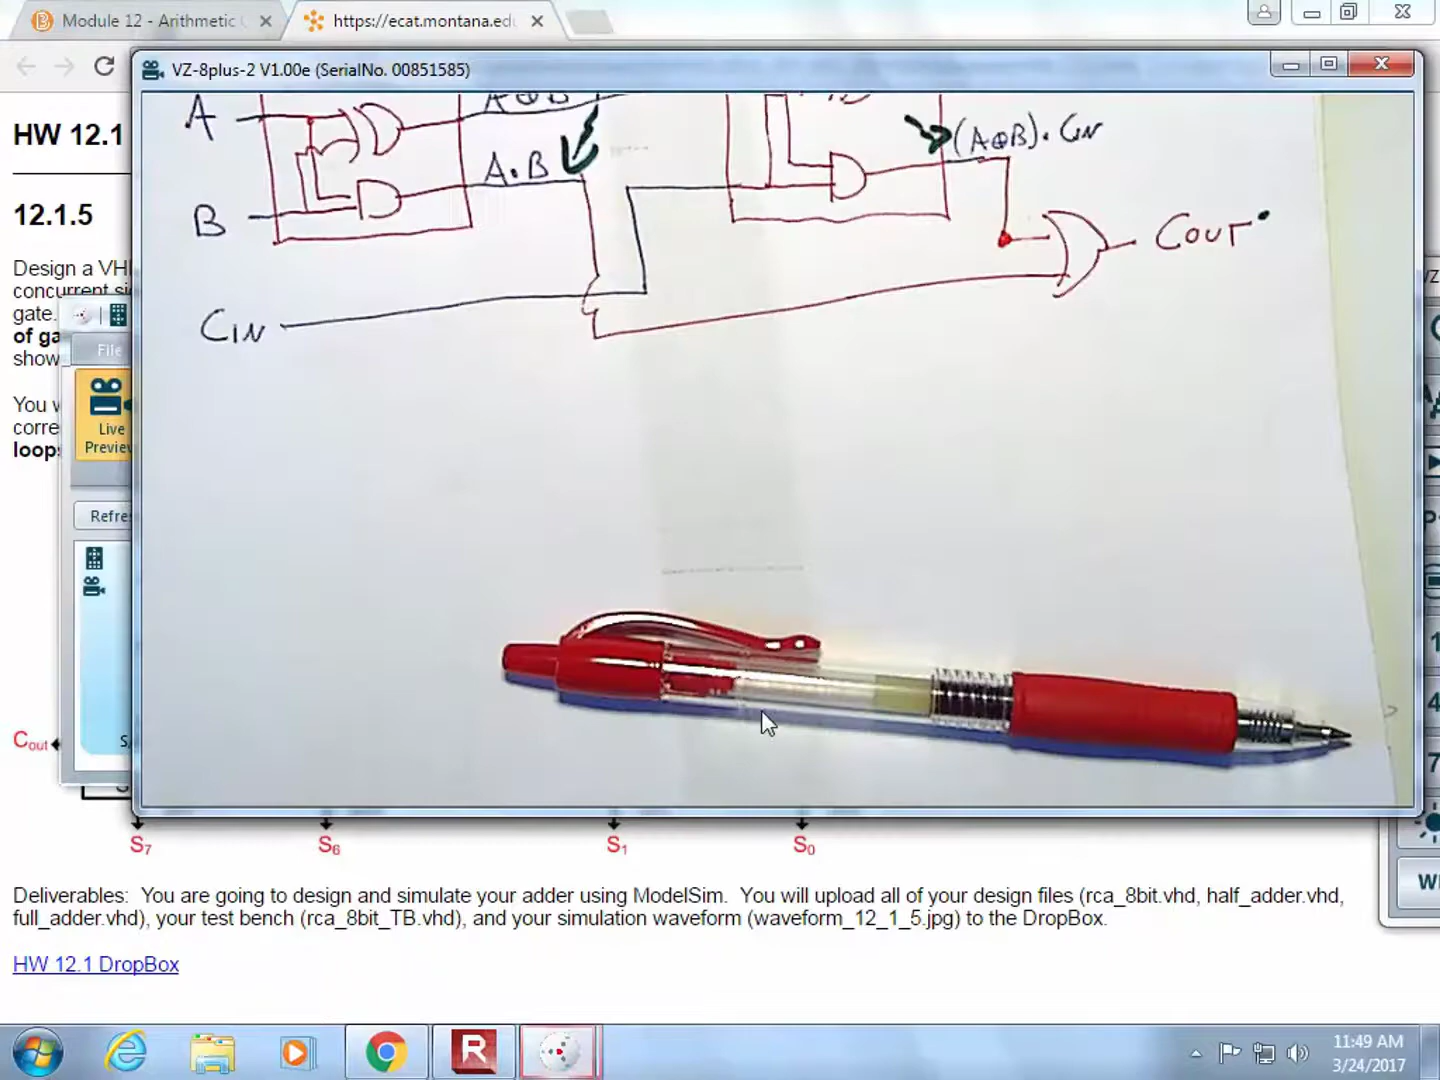 Module 12 - Arithmetic
https://ecat.montana.ed
VZ-8plus-2 V1.00e (SerialNo. 00851585)
HW 12.1
12.1.5
Design a VH
concurrent si
gate.
of ga
show
File
You w
corre
loops
Live
Preview
Refre
A
A⊕B
A·B
B
CIN
(A⊕B)·CIN
COUT
Cout
S7
S6
S1
S0
Deliverables: You are going to design and simulate your adder using ModelSim. You will upload all of your design files (rca_8bit.vhd, half_adder.vhd,
full_adder.vhd), your test bench (rca_8bit_TB.vhd), and your simulation waveform (waveform_12_1_5.jpg) to the DropBox.
HW 12.1 DropBox
11:49 AM
3/24/2017